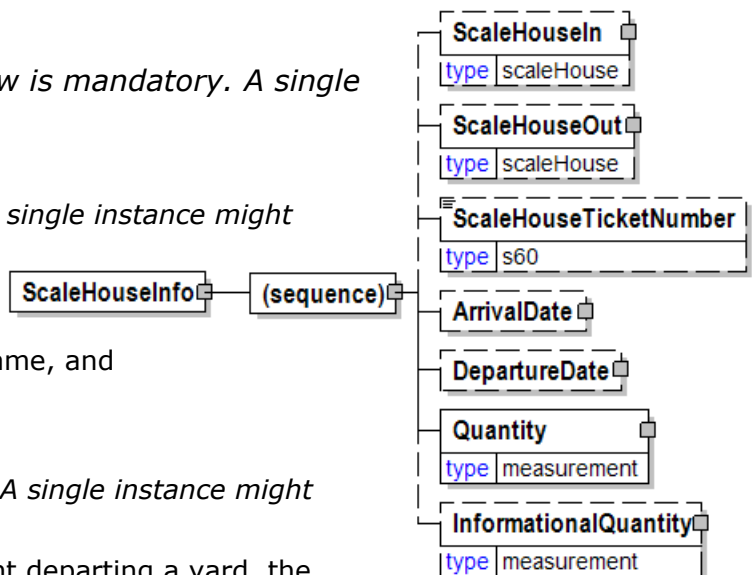 w is mandatory. A single
single instance might
ame, and
A single instance might
nt departing a yard, the
ScaleHouseInfo
(sequence)
ScaleHouseIn
type scaleHouse
ScaleHouseOut
type scaleHouse
ScaleHouseTicketNumber
type s60
ArrivalDate
DepartureDate
Quantity
type measurement
InformationalQuantity
type measurement